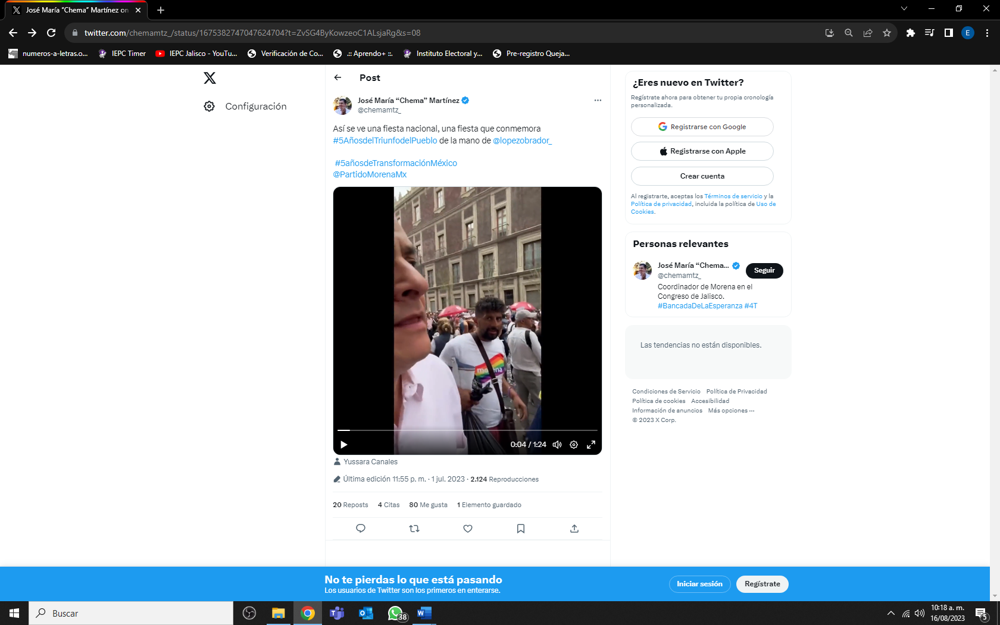 José María “Chema” Martínez on
twitter.com/chemamtz_/status/1675382747047624704?t=ZvSG4ByKowzeoC1ALsjaRg&s=08
E
numeros-a-letras.o...
IEPC Timer
IEPC Jalisco - YouTu...
Verificación de Co...
.:: Aprendo+ ::.
Instituto Electoral y...
Pre-registro Queja...
Configuración
Post
José María “Chema” Martínez
@chemamtz_
Así se ve una fiesta nacional, una fiesta que conmemora
#5AñosdelTriunfodelPueblo de la mano de @lopezobrador_
#5añosdeTransformaciónMéxico
@PartidoMorenaMx
morena
0:04 / 1:24
Yussara Canales
Última edición 11:55 p. m. · 1 jul. 2023 · 2.124 Reproducciones
20 Reposts 4 Citas 80 Me gusta 1 Elemento guardado
¿Eres nuevo en Twitter?
Regístrate ahora para obtener tu propia cronología
personalizada.
Registrarse con Google
Registrarse con Apple
Crear cuenta
Al registrarte, aceptas los Términos de servicio y la
Política de privacidad, incluida la política de Uso de
Cookies.
Personas relevantes
José María “Chema...
@chemamtz_
Seguir
Coordinador de Morena en el
Congreso de Jalisco.
#BancadaDeLaEsperanza #4T
Las tendencias no están disponibles.
Condiciones de Servicio Política de Privacidad
Política de cookies Accesibilidad
Información de anuncios Más opciones ···
© 2023 X Corp.
No te pierdas lo que está pasando
Los usuarios de Twitter son los primeros en enterarse.
Iniciar sesión
Regístrate
Buscar
38
10:18 a. m.
16/08/2023
5